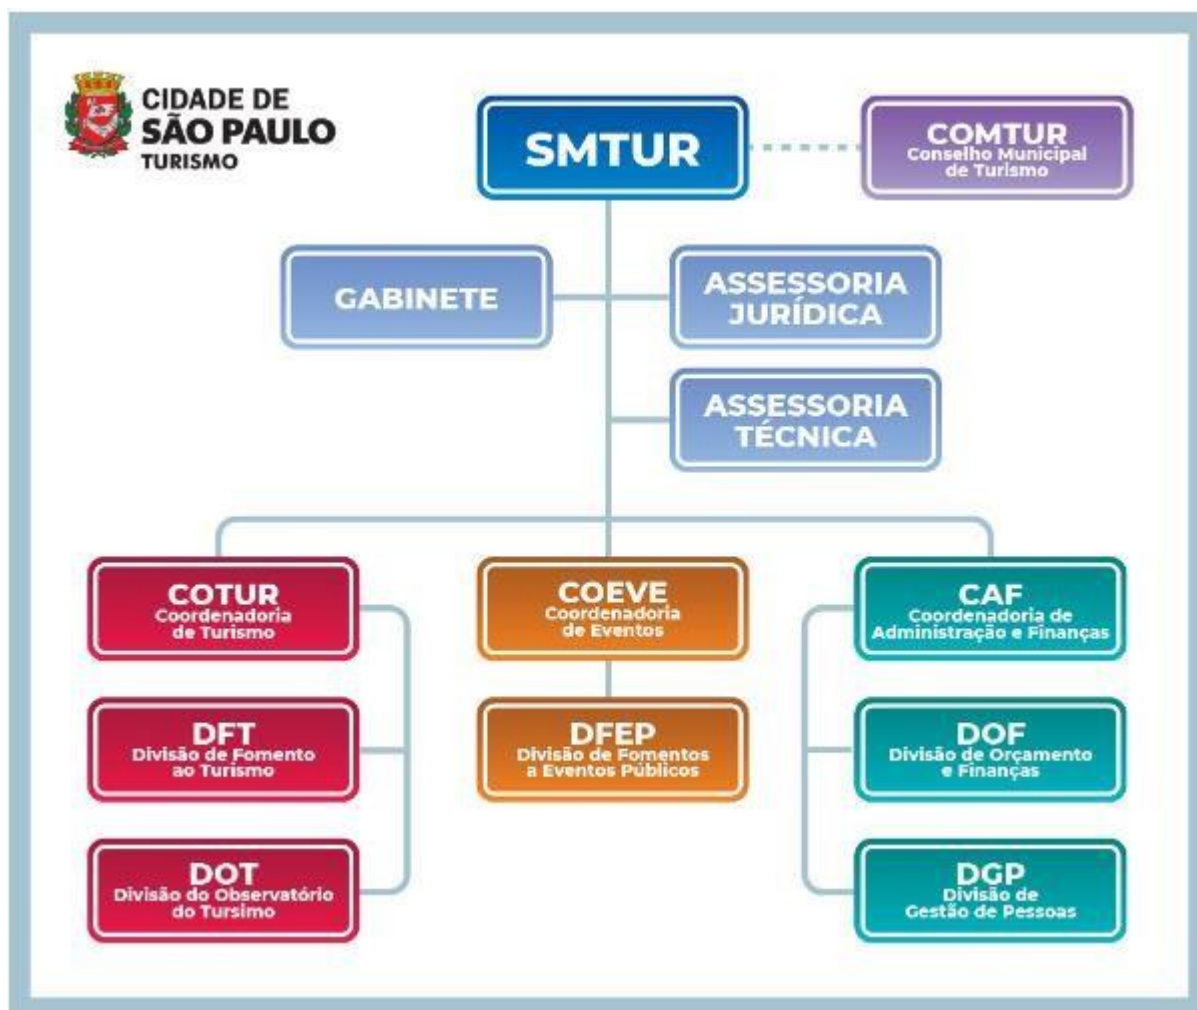 CIDADE DE
SÃO PAULO
TURISMO
SMTUR
COMTUR
Conselho Municipal
de Turismo
GABINETE
ASSESSORIA
JURÍDICA
ASSESSORIA
TÉCNICA
COTUR
Coordenadoria
de Turismo
COEVE
Coordenadoria
de Eventos
CAF
Coordenadoria de
Administração e Finanças
DFT
Divisão de Fomento
ao Turismo
DFEP
Divisão de Fomentos
a Eventos Públicos
DOF
Divisão de Orçamento
e Finanças
DOT
Divisão do Observatório
do Tursimo
DGP
Divisão de
Gestão de Pessoas